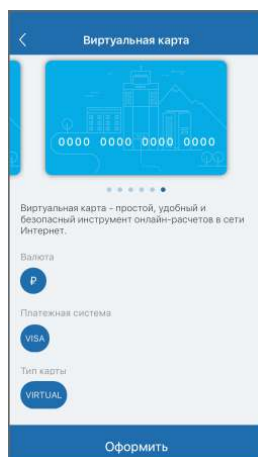 Виртуальная карта
0000 0000 0000 0000
Виртуальная карта – простой, удобный и
безопасный инструмент онлайн-расчетов в сети
Интернет.
Валюта
₽
Платежная система
VISA
Тип карты
VIRTUAL
Оформить